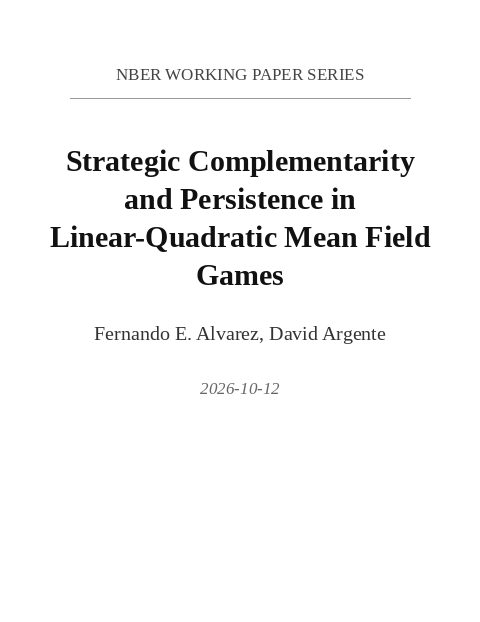 NBER WORKING PAPER SERIES
Strategic Complementarity
and Persistence in
Linear-Quadratic Mean Field
Games
Fernando E. Alvarez, David Argente
2026-10-12